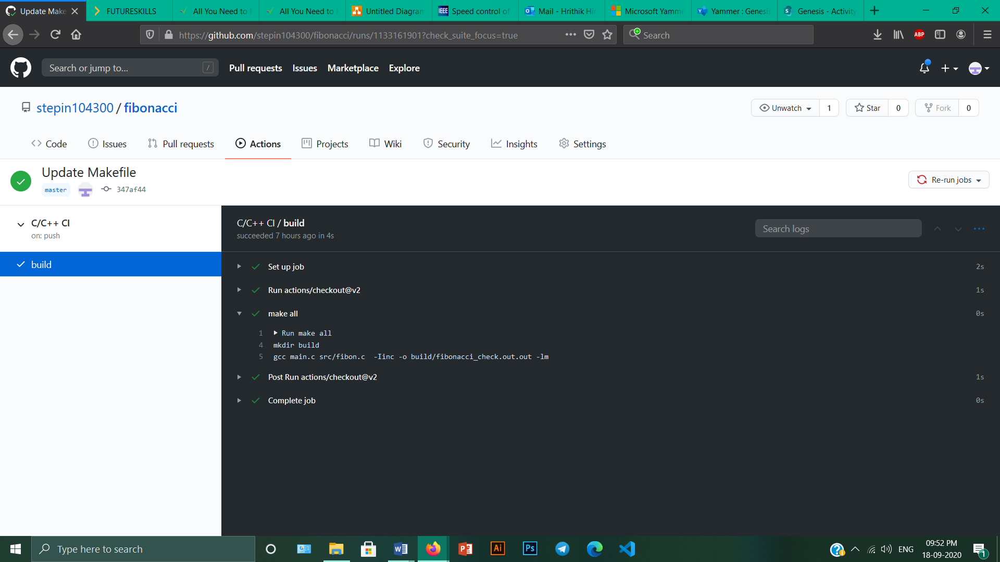 Update Make
FUTURESKILLS
All You Need to
All You Need to
Untitled Diagram
IEEE
Speed control of
Mail - Hrithik Hir
Microsoft Yamme
Yammer : Genesis
Genesis - Activity
https://github.com/stepin104300/fibonacci/runs/1133161901?check_suite_focus=true
Search
ABP
Search or jump to...
/
Pull requests
Issues
Marketplace
Explore
stepin104300 / fibonacci
Unwatch 1
Star 0
Fork 0
Code
Issues
Pull requests
Actions
Projects
Wiki
Security
Insights
Settings
Update Makefile
master
347af44
Re-run jobs
C/C++ CI
on: push
build
C/C++ CI / build
succeeded 7 hours ago in 4s
Search logs
Set up job 2s
Run actions/checkout@v2 1s
make all 0s
1 Run make all
4 mkdir build
5 gcc main.c src/fibon.c  -Iinc -o build/fibonacci_check.out.out -lm
Post Run actions/checkout@v2 1s
Complete job 0s
Type here to search
W
P
Ai
Ps
ENG
09:52 PM
18-09-2020
1